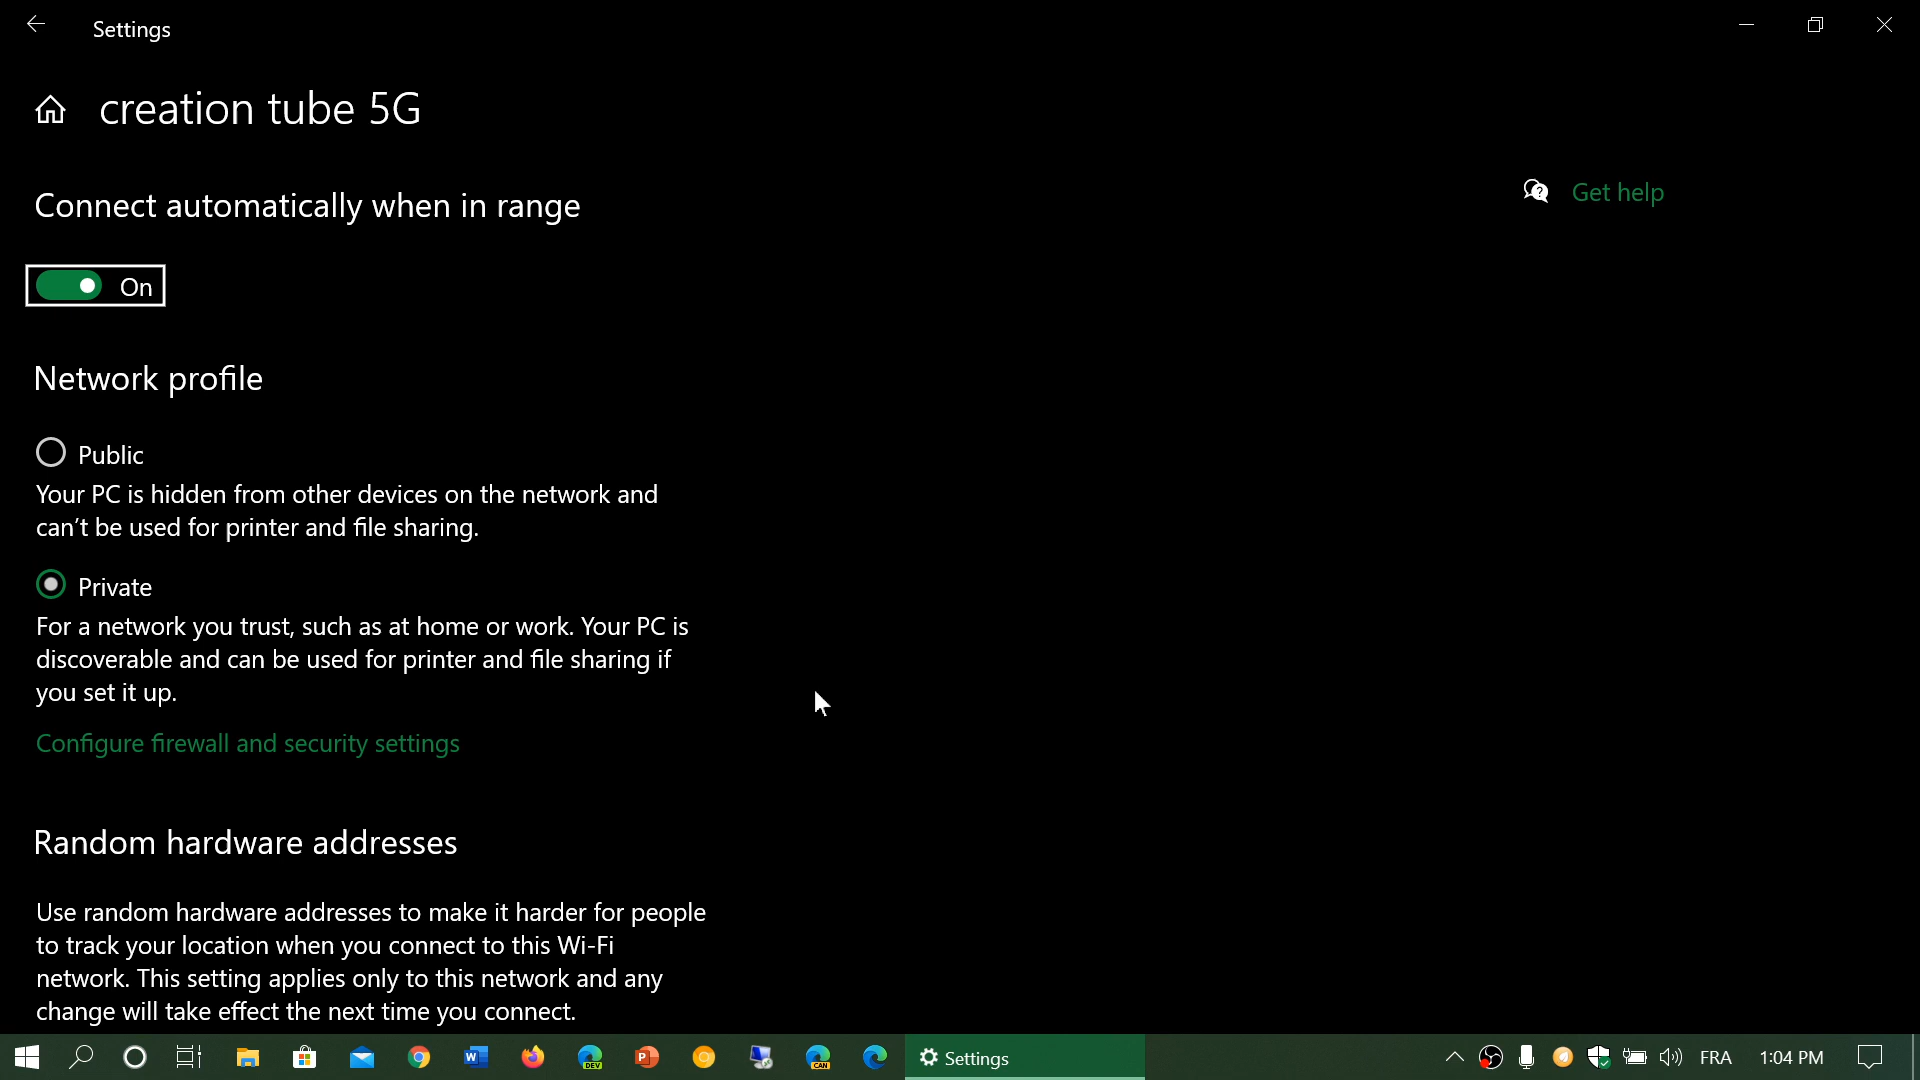 Settings
creation tube 5G
Connect automatically when in range
Get help
On
Network profile
Public
Your PC is hidden from other devices on the network and
can't be used for printer and file sharing.
Private
For a network you trust, such as at home or work. Your PC is
discoverable and can be used for printer and file sharing if
you set it up.
Configure firewall and security settings
Random hardware addresses
Use random hardware addresses to make it harder for people
to track your location when you connect to this Wi-Fi
network. This setting applies only to this network and any
change will take effect the next time you connect.
W
DEV
P
CAN
Settings
FRA
1:04 PM